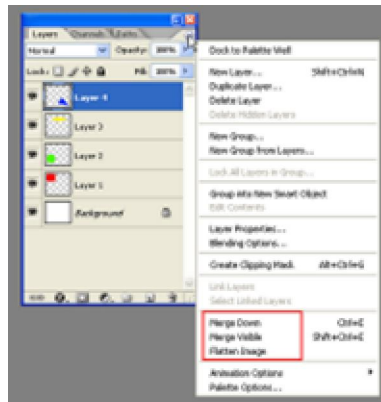 Layers Channels Paths
Normal Opacity: 100%
Lock: Fill: 100%
Layer 4
Layer 3
Layer 2
Layer 1
Background
Dock to Palette Well
New Layer... Shift+Ctrl+N
Duplicate Layer...
Delete Layer
Delete Hidden Layers
New Group...
New Group from Layers...
Lock All Layers in Group...
Group into New Smart Object
Edit Contents
Layer Properties...
Blending Options...
Create Clipping Mask Alt+Ctrl+G
Link Layers
Select Linked Layers
Merge Down Ctrl+E
Merge Visible Shift+Ctrl+E
Flatten Image
Animation Options
Palette Options...